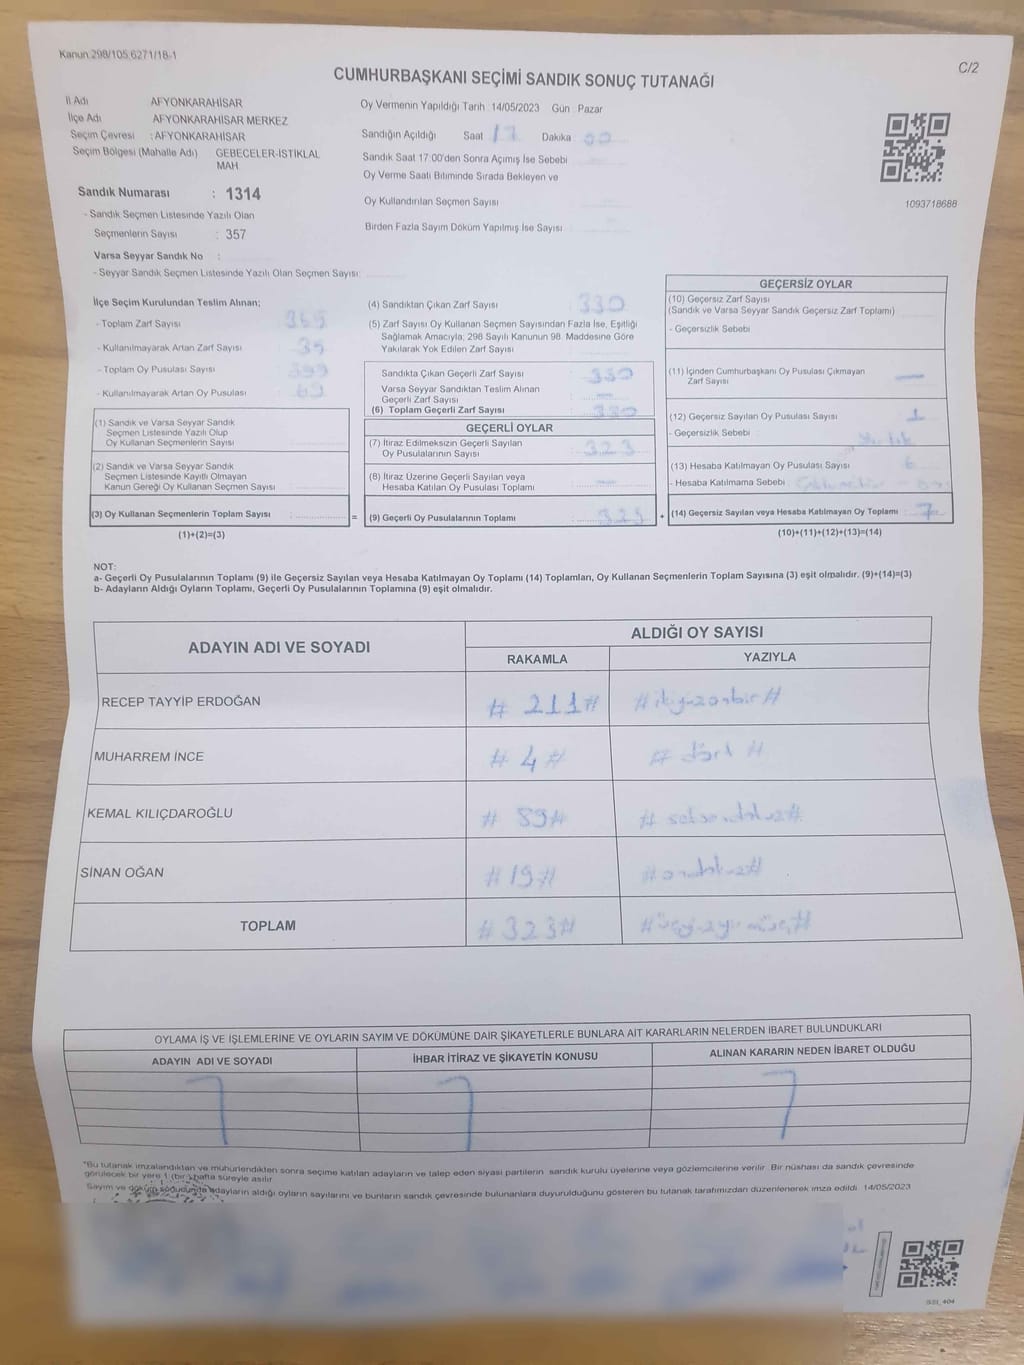 Kanun:298/105,6271/18-1
C/2
CUMHURBAŞKANI SEÇİMİ SANDIK SONUÇ TUTANAĞI
İl Adı AFYONKARAHİSAR
İlçe Adı AFYONKARAHİSAR MERKEZ
Seçim Çevresi : AFYONKARAHİSAR
Seçim Bölgesi (Mahalle Adı) GEBECELER-İSTİKLAL MAH.
Sandık Numarası : 1314
- Sandık Seçmen Listesinde Yazılı Olan
Seçmenlerin Sayısı : 357
Varsa Seyyar Sandık No :
- Seyyar Sandık Seçmen Listesinde Yazılı Olan Seçmen Sayısı:
Oy Vermenin Yapıldığı Tarih :14/05/2023 Gün : Pazar
Sandığın Açıldığı Saat 17 Dakika 00
Sandık Saat 17:00'den Sonra Açımış İse Sebebi
Oy Verme Saati Bitiminde Sırada Bekleyen ve
Oy Kullandırılan Seçmen Sayısı
Birden Fazla Sayım Döküm Yapılmış İse Sayısı
1093718688
İlçe Seçim Kurulundan Teslim Alınan;
- Toplam Zarf Sayısı 365
- Kullanılmayarak Artan Zarf Sayısı 35
- Toplam Oy Pusulası Sayısı
- Kullanılmayarak Artan Oy Pusulası 69
(1) Sandık ve Varsa Seyyar Sandık
Seçmen Listesinde Yazılı Olup
Oy Kullanan Seçmenlerin Sayısı
(2) Sandık ve Varsa Seyyar Sandık
Seçmen Listesinde Kayıtlı Olmayan
Kanun Gereği Oy Kullanan Seçmen Sayısı
(3) Oy Kullanan Seçmenlerin Toplam Sayısı
(1)+(2)=(3)
(4) Sandıktan Çıkan Zarf Sayısı 330
(5) Zarf Sayısı Oy Kullanan Seçmen Sayısından Fazla İse, Eşitliği
Sağlamak Amacıyla; 298 Sayılı Kanunun 98. Maddesine Göre
Yakılarak Yok Edilen Zarf Sayısı
Sandıkta Çıkan Geçerli Zarf Sayısı 330
Varsa Seyyar Sandıktan Teslim Alınan
Geçerli Zarf Sayısı —
(6) Toplam Geçerli Zarf Sayısı 330
GEÇERLİ OYLAR
(7) İtiraz Edilmeksizin Geçerli Sayılan
Oy Pusulalarının Sayısı 323
(8) İtiraz Üzerine Geçerli Sayılan veya
Hesaba Katılan Oy Pusulası Toplamı —
= (9) Geçerli Oy Pusulalarının Toplamı 323
GEÇERSİZ OYLAR
(10) Geçersiz Zarf Sayısı
(Sandık ve Varsa Seyyar Sandık Geçersiz Zarf Toplamı)
- Geçersizlik Sebebi
(11) İçinden Cumhurbaşkanı Oy Pusulası Çıkmayan
Zarf Sayısı —
(12) Geçersiz Sayılan Oy Pusulası Sayısı 1
- Geçersizlik Sebebi
(13) Hesaba Katılmayan Oy Pusulası Sayısı 6
- Hesaba Katılmama Sebebi
+ (14) Geçersiz Sayılan veya Hesaba Katılmayan Oy Toplamı 7
(10)+(11)+(12)+(13)=(14)
NOT:
a- Geçerli Oy Pusulalarının Toplamı (9) ile Geçersiz Sayılan veya Hesaba Katılmayan Oy Toplamı (14) Toplamları, Oy Kullanan Seçmenlerin Toplam Sayısına (3) eşit olmalıdır. (9)+(14)=(3)
b- Adayların Aldığı Oyların Toplamı, Geçerli Oy Pusulalarının Toplamına (9) eşit olmalıdır.
ADAYIN ADI VE SOYADI
ALDIĞI OY SAYISI
RAKAMLA YAZIYLA
RECEP TAYYİP ERDOĞAN # 211# #ikiyüzonbir#
MUHARREM İNCE # 4 # # dört #
KEMAL KILIÇDAROĞLU # 89# # seksendokuz#
SİNAN OĞAN #19# #ondokuz#
TOPLAM #323# #üçyüzyirmiüç#
OYLAMA İŞ VE İŞLEMLERİNE VE OYLARIN SAYIM VE DÖKÜMÜNE DAİR ŞİKAYETLERLE BUNLARA AİT KARARLARIN NELERDEN İBARET BULUNDUKLARI
ADAYIN ADI VE SOYADI İHBAR İTİRAZ VE ŞİKAYETİN KONUSU ALINAN KARARIN NEDEN İBARET OLDUĞU
*Bu tutanak imzalandıktan ve mühürlendikten sonra seçime katılan adayların ve talep eden siyasi partilerin sandık kurulu üyelerine veya gözlemcilerine verilir. Bir nüshası da sandık çevresinde
görülecek bir yere 1 (bir) hafta süreyle asılır.
Sayım ve döküm sonucunda adayların aldığı oyların sayılarını ve bunların sandık çevresinde bulunanlara duyurulduğunu gösteren bu tutanak tarafımızdan düzenlenerek imza edildi. 14/05/2023